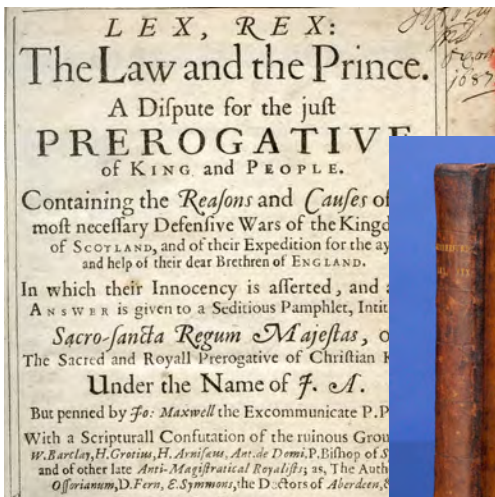 LEX, REX:
The Law and the Prince.
A Diſpute for the juſt
PREROGATIVE
of KING and PEOPLE.
Containing the Reaſons and Cauſes of
moſt neceſſary Defenſive Wars of the Kingd
of SCOTLAND, and of their Expedition for the ay
and help of their dear Brethren of ENGLAND.
In which their Innocency is aſſerted, and a
ANSWER is given to a Seditious Pamphlet, Intit
Sacro-ſancta Regum Majeſtas, o
The Sacred and Royall Prerogative of Chriſtian K
Under the Name of J. A.
But penned by Jo: Maxwell the Excommunicate P. P
With a Scripturall Confutation of the ruinous Grou
W.Barclay, H.Grotius, H.Arniſæus, Ant.de Domi. P.Biſhop of S
and of other late Anti-Magiſtratical Royaliſts; as, The Auth
Oſſorianum, D.Fern, E.Symmons, the Doctors of Aberdeen, &
1687